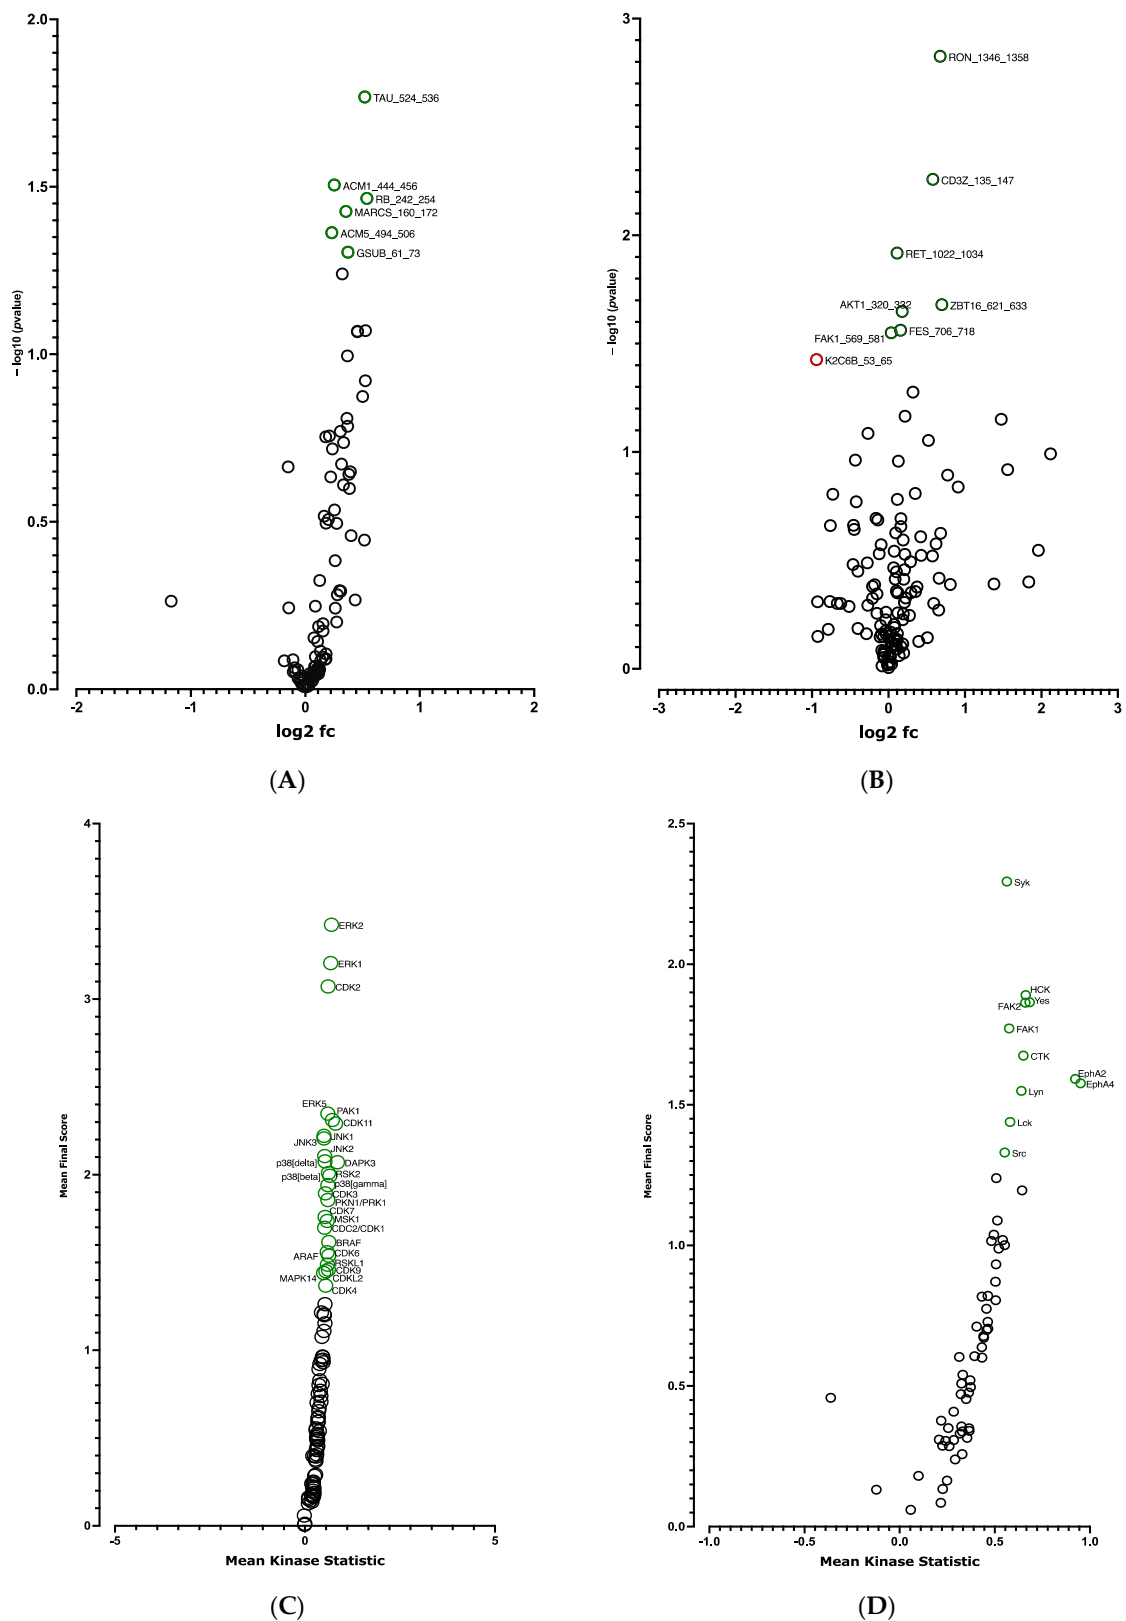 2.0
TAU_524_536
1.5
ACM1_444_456
RB_242_254
MARCS_160_172
ACM5_494_506
GSUB_61_73
− log10 (pvalue)
1.0
0.5
0.0
-2 -1 0 1 2
log2 fc
(A)
3
RON_1346_1358
CD3Z_135_147
2
RET_1022_1034
AKT1_320_332
ZBT16_621_633
FAK1_569_581
FES_706_718
K2C6B_53_65
− log10 (pvalue)
1
0
-3 -2 -1 0 1 2 3
log2 fc
(B)
4
ERK2
ERK1
CDK2
3
ERK5
PAK1
CDK11
JNK1
JNK3
JNK2
p38[delta]
DAPK3
2
RSK2
p38[beta]
p38[gamma]
CDK3
PKN1/PRK1
CDK7
MSK1
CDC2/CDK1
BRAF
ARAF
CDK6
RSKL1
CDK9
MAPK14
CDKL2
CDK4
Mean Final Score
1
0
-5 0 5
Mean Kinase Statistic
(C)
2.5
Syk
2.0
HCK
FAK2
Yes
FAK1
CTK
EphA2
EphA4
Lyn
1.5
Lck
Src
Mean Final Score
1.0
0.5
0.0
-1.0 -0.5 0.0 0.5 1.0
Mean Kinase Statistic
(D)